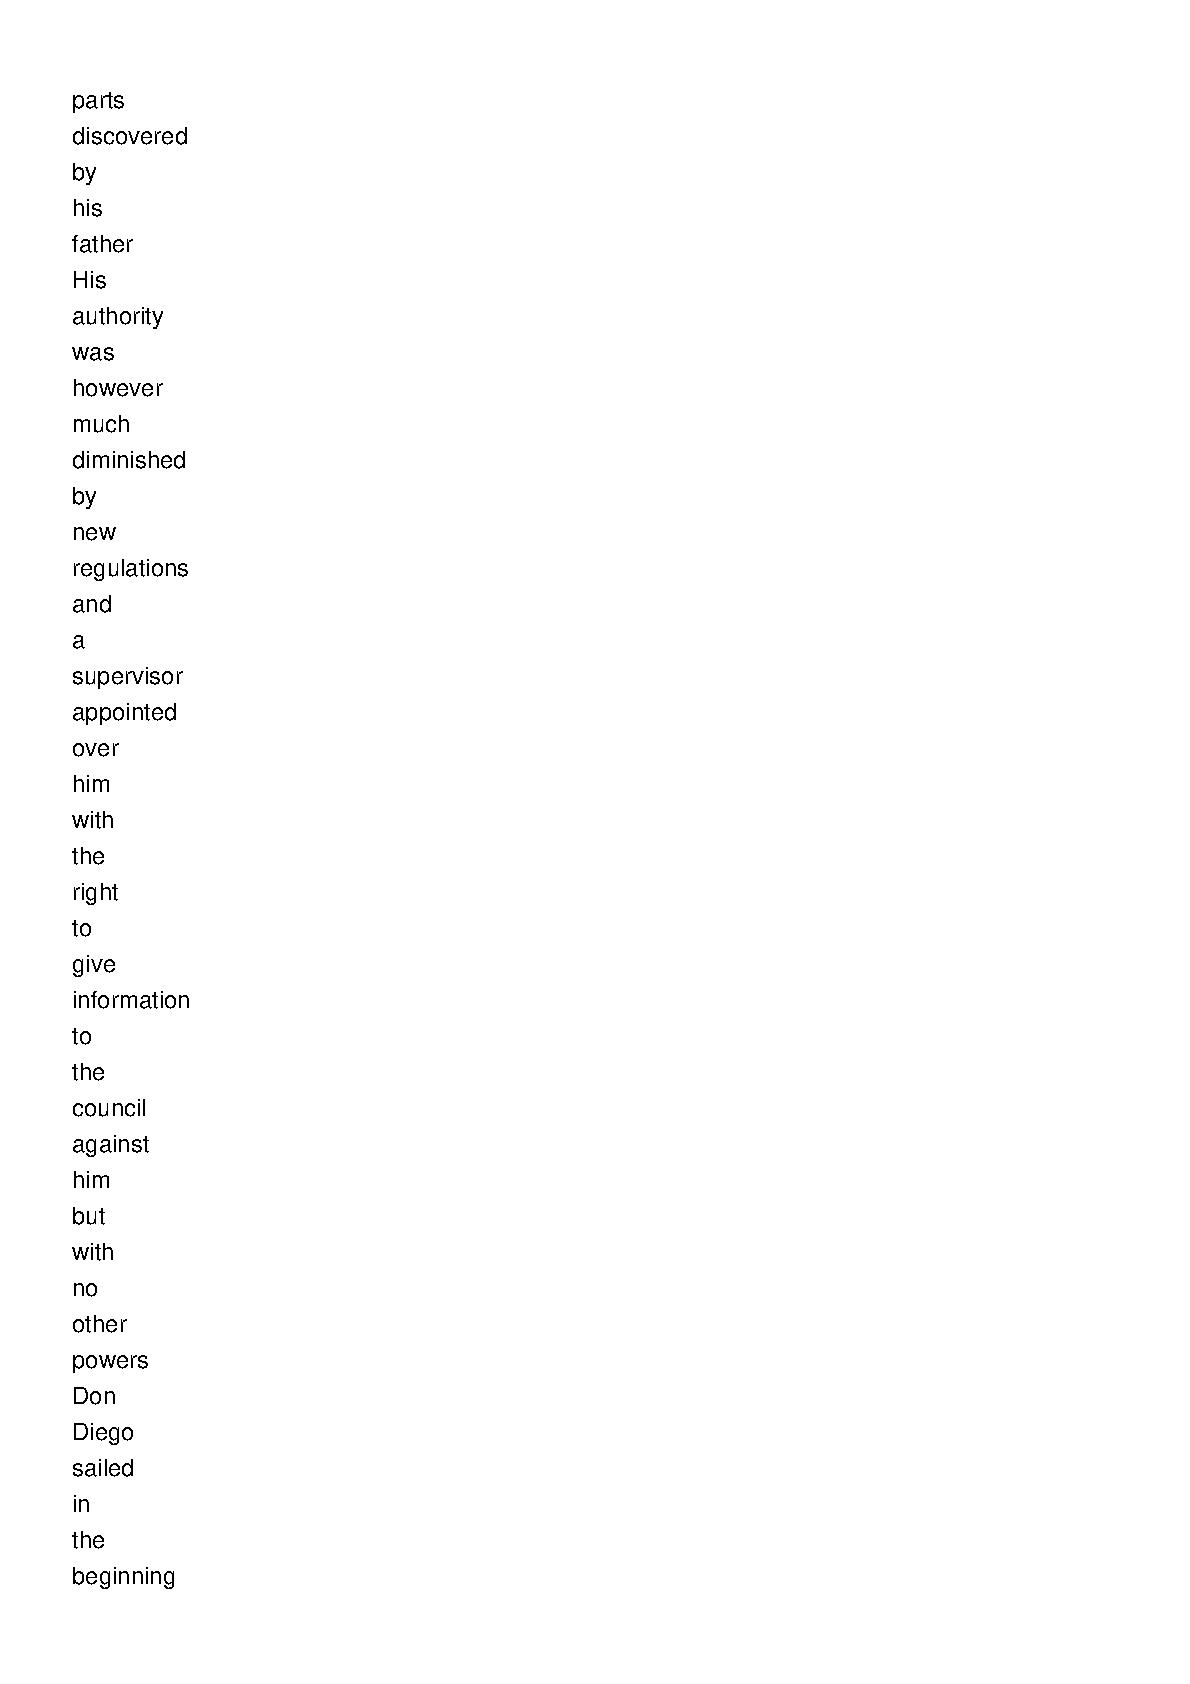 parts
discovered
by
his
father
His
authority
was
however
much
diminished
by
new
regulations
and
a
supervisor
appointed
over
him
with
the
right
to
give
information
to
the
council
against
him
but
with
no
other
powers
Don
Diego
sailed
in
the
beginning